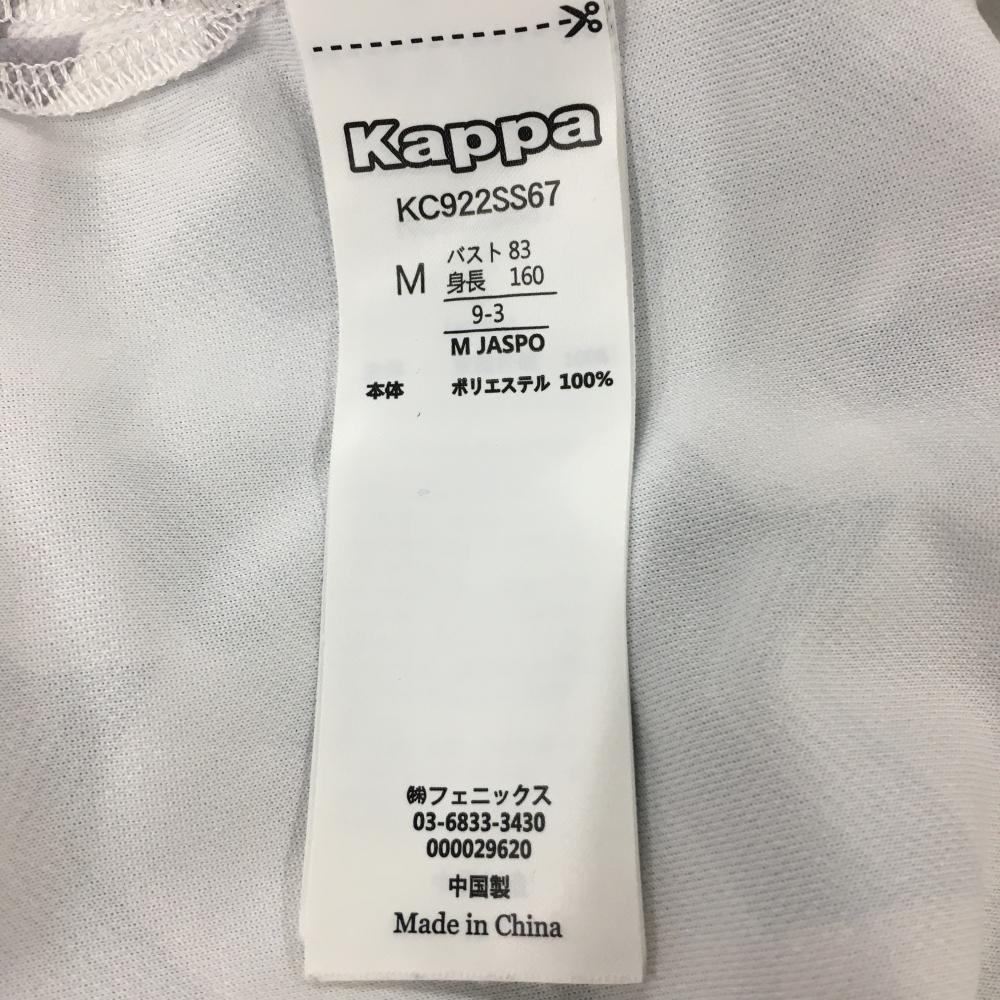 Kappa
KC922SS67
M
バスト 83
身長 160
9-3
M JASPO
本体 ポリエステル 100%
㈱フェニックス
03-6833-3430
000029620
中国製
Made in China